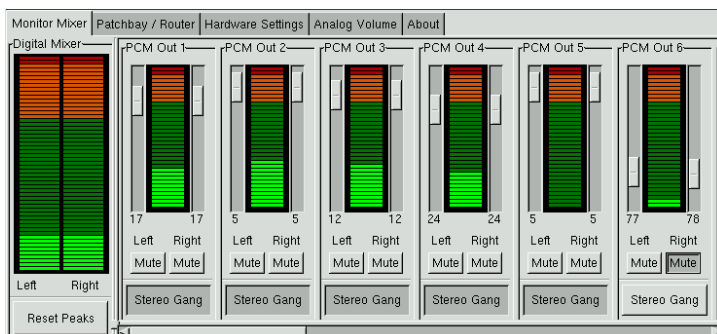 Monitor Mixer Patchbay / Router Hardware Settings Analog Volume About
Digital Mixer PCM Out 1 PCM Out 2 PCM Out 3 PCM Out 4 PCM Out 5 PCM Out 6
17 17 5 5 12 12 24 24 5 5 77 78
Left Right Left Right Left Right Left Right Left Right Left Right
Mute Mute Mute Mute Mute Mute Mute Mute Mute Mute Mute Mute
Left Right
Stereo Gang Stereo Gang Stereo Gang Stereo Gang Stereo Gang Stereo Gang
Reset Peaks